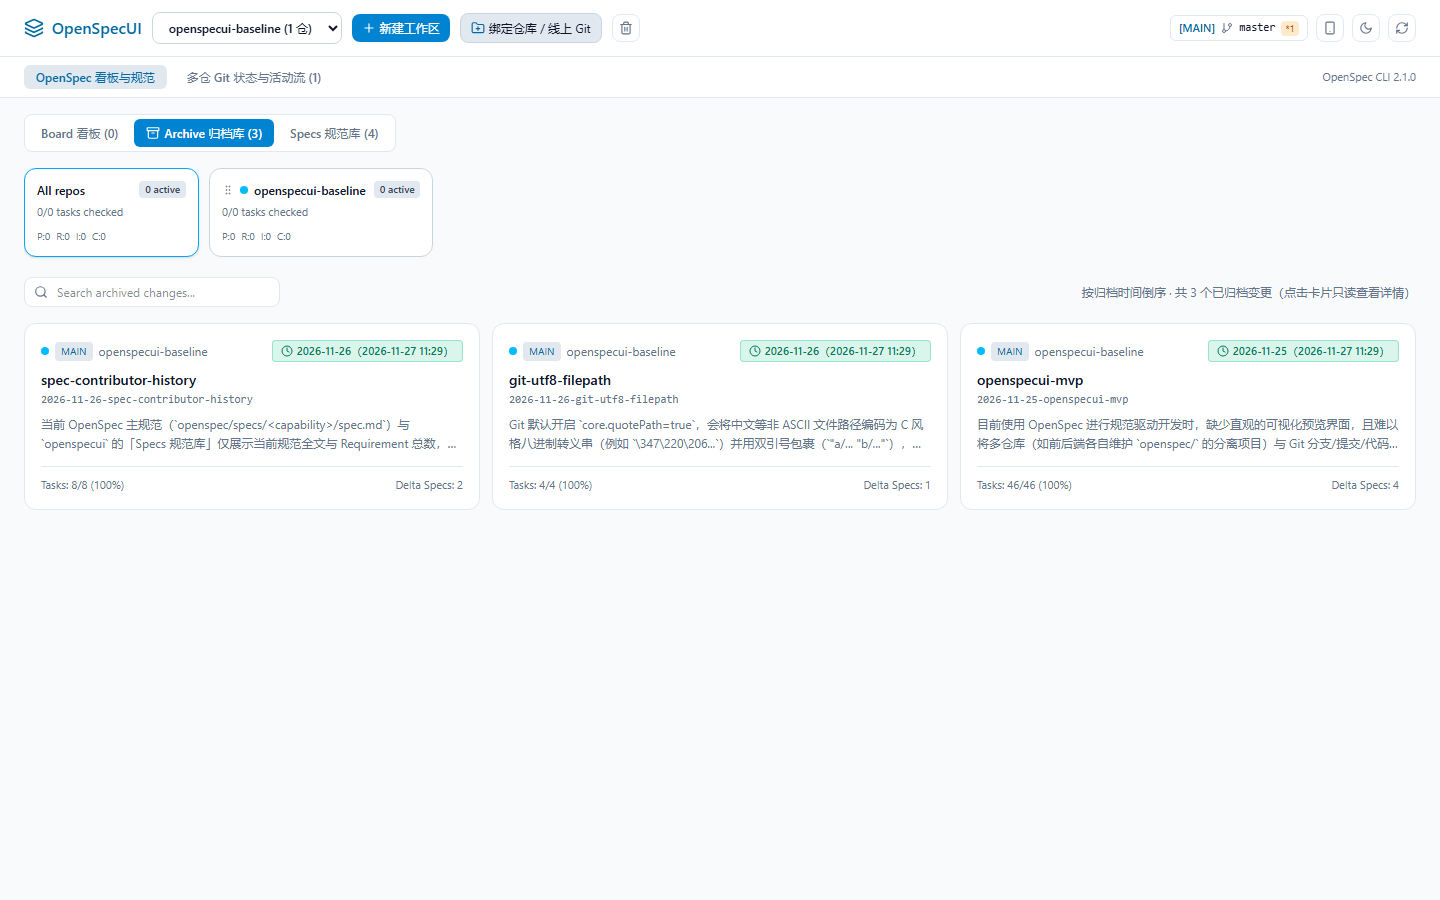 OpenSpecUI
openspecui-baseline (1 仓)
新建工作区
绑定仓库 / 线上 Git
[MAIN] master *1
OpenSpec 看板与规范
多仓 Git 状态与活动流 (1)
OpenSpec CLI 2.1.0
Board 看板 (0)
Archive 归档库 (3)
Specs 规范库 (4)
All repos
0 active
0/0 tasks checked
P:0 R:0 I:0 C:0
openspecui-baseline
0 active
0/0 tasks checked
P:0 R:0 I:0 C:0
Search archived changes...
按归档时间倒序 · 共 3 个已归档变更（点击卡片只读查看详情）
MAIN openspecui-baseline
2026-11-26（2026-11-27 11:29）
spec-contributor-history
2026-11-26-spec-contributor-history
当前 OpenSpec 主规范（`openspec/specs/<capability>/spec.md`）与
`openspecui` 的「Specs 规范库」仅展示当前规范全文与 Requirement 总数，...
Tasks: 8/8 (100%)
Delta Specs: 2
MAIN openspecui-baseline
2026-11-26（2026-11-27 11:29）
git-utf8-filepath
2026-11-26-git-utf8-filepath
Git 默认开启 `core.quotePath=true`，会将中文等非 ASCII 文件路径编码为 C 风
格八进制转义串（例如 `\347\220\206...`）并用双引号包裹（`"a/... "b/..."`），...
Tasks: 4/4 (100%)
Delta Specs: 1
MAIN openspecui-baseline
2026-11-25（2026-11-27 11:29）
openspecui-mvp
2026-11-25-openspecui-mvp
目前使用 OpenSpec 进行规范驱动开发时，缺少直观的可视化预览界面，且难以
将多仓库（如前后端各自维护 `openspec/` 的分离项目）与 Git 分支/提交/代码...
Tasks: 46/46 (100%)
Delta Specs: 4